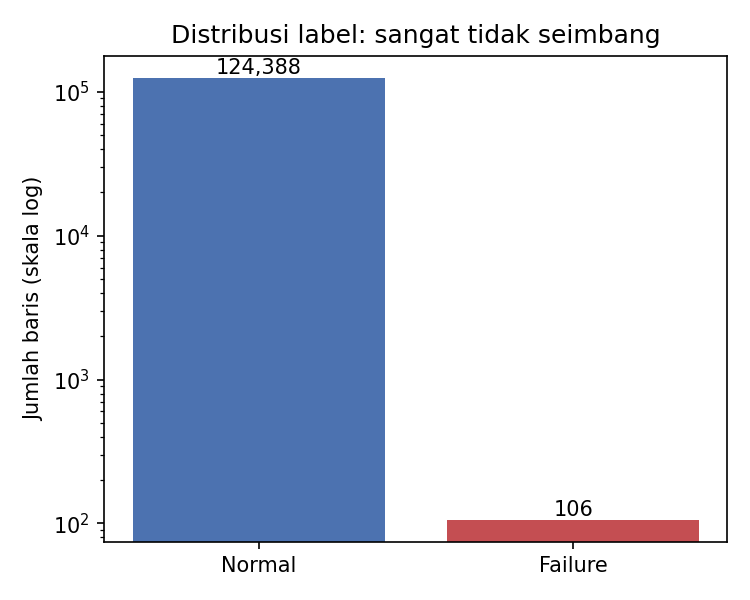 Distribusi label: sangat tidak seimbang
124,388
10⁵
10⁴
10³
10²
Jumlah baris (skala log)
106
Normal
Failure